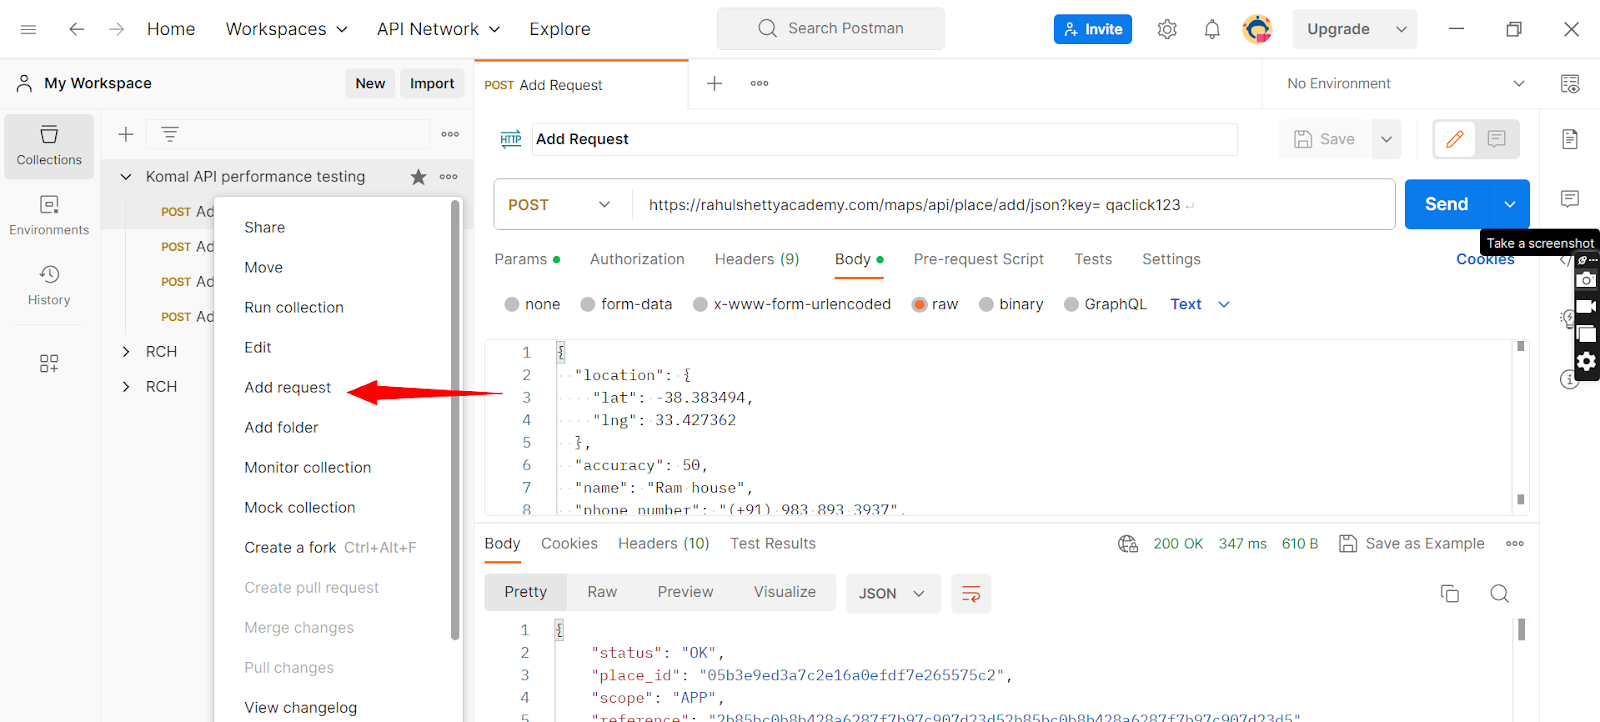 Home
Workspaces
API Network
Explore
Search Postman
Invite
Upgrade
My Workspace
New
Import
POST Add Request
No Environment
Collections
Environments
History
Komal API performance testing
POST Ad
POST Ad
POST Ad
POST Ad
RCH
RCH
Share
Move
Run collection
Edit
Add request
Add folder
Monitor collection
Mock collection
Create a fork Ctrl+Alt+F
Create pull request
Merge changes
Pull changes
View changelog
HTTP Add Request
Save
POST
https://rahulshettyacademy.com/maps/api/place/add/json?key= qaclick123
Send
Take a screenshot
Params
Authorization
Headers (9)
Body
Pre-request Script
Tests
Settings
Cookies
none
form-data
x-www-form-urlencoded
raw
binary
GraphQL
Text
1 {
2 "location": {
3 "lat": -38.383494,
4 "lng": 33.427362
5 },
6 "accuracy": 50,
7 "name": "Ram house",
8 "phone_number": "(+91) 983 893 3937",
Body
Cookies
Headers (10)
Test Results
200 OK
347 ms
610 B
Save as Example
Pretty
Raw
Preview
Visualize
JSON
1 {
2 "status": "OK",
3 "place_id": "05b3e9ed3a7c2e16a0efdf7e265575c2",
4 "scope": "APP",
5 "reference":